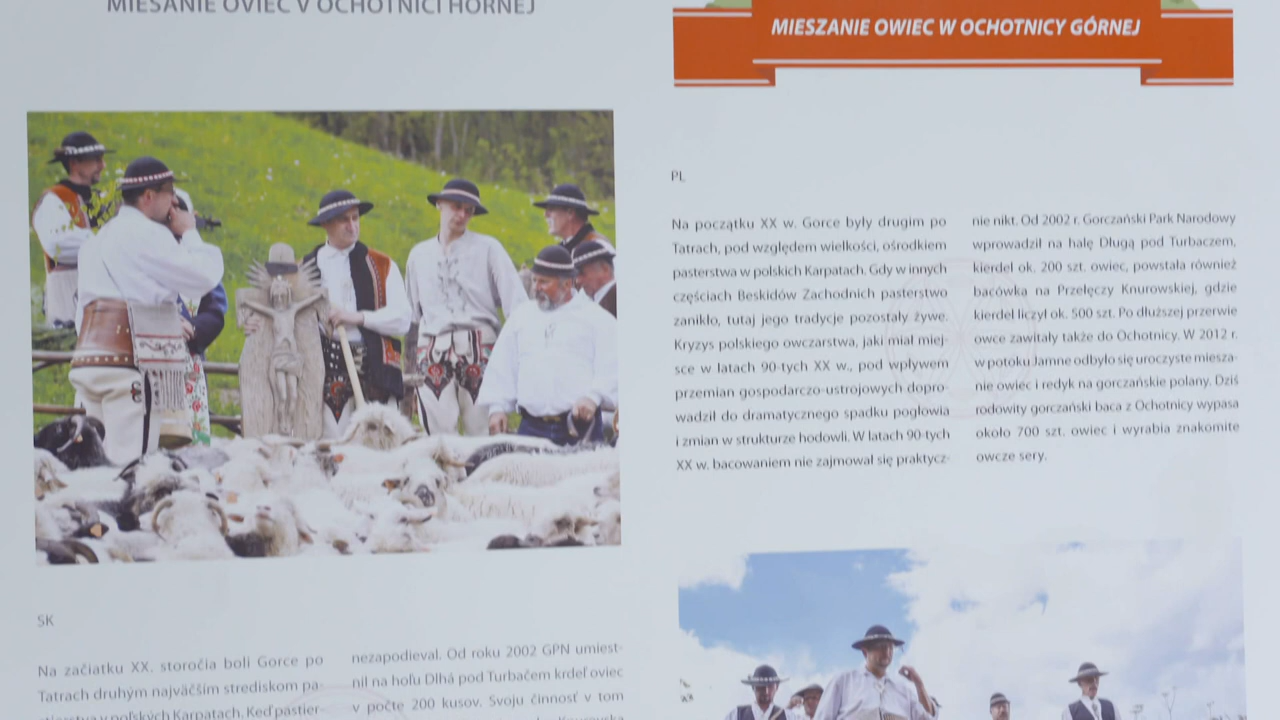 MIEŠANIE OVIEC V OCHOTNICI HORNEJ
SK
Na začiatku XX. storočia boli Gorce po
Tatrach druhým najväčším strediskom pa-
stierstva v poľských Karpatach. Keď pastier-
nezapodieval. Od roku 2002 GPN umiest-
nil na hoľu Dlhá pod Turbačem krdeľ oviec
v počte 200 kusov. Svoju činnosť v tom
MIESZANIE OWIEC W OCHOTNICY GÓRNEJ
PL
Na początku XX w. Gorce były drugim po
Tatrach, pod względem wielkości, ośrodkiem
pasterstwa w polskich Karpatach. Gdy w innych
częściach Beskidów Zachodnich pasterstwo
zanikło, tutaj jego tradycje pozostały żywe.
Kryzys polskiego owczarstwa, jaki miał miej-
sce w latach 90-tych XX w., pod wpływem
przemian gospodarczo-ustrojowych dopro-
wadził do dramatycznego spadku pogłowia
i zmian w strukturze hodowli. W latach 90-tych
XX w. bacowaniem nie zajmował się praktycz-
nie nikt. Od 2002 r. Gorczański Park Narodowy
wprowadził na halę Długą pod Turbaczem,
kierdel ok. 200 szt. owiec, powstała również
bacówka na Przełęczy Knurowskiej, gdzie
kierdel liczył ok. 500 szt. Po dłuższej przerwie
owce zawitały także do Ochotnicy. W 2012 r.
w potoku Jamne odbyło się uroczyste miesza-
nie owiec i redyk na gorczańskie polany. Dziś
rodowity gorczański baca z Ochotnicy wypasa
około 700 szt. owiec i wyrabia znakomite
owcze sery.